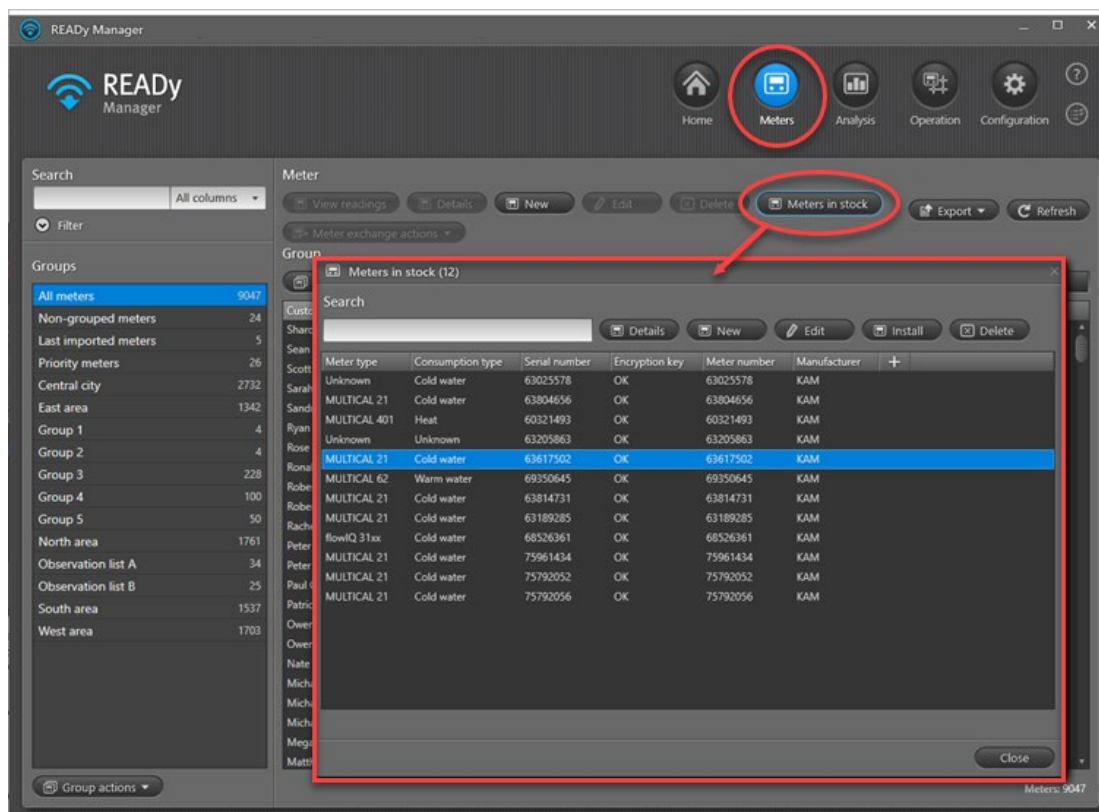 READy Manager
READy
Manager
Home
Meters
Analysis
Operation
Configuration
Search
All columns
Filter
Groups
All meters 9047
Non-grouped meters 24
Last imported meters 5
Priority meters 26
Central city 2732
East area 1342
Group 1 4
Group 2 4
Group 3 228
Group 4 100
Group 5 50
North area 1761
Observation list A 34
Observation list B 25
South area 1537
West area 1703
Group actions
Meter
View readings Details New Edit Delete Meters in stock Export Refresh
Meter exchange actions
Group
Sean
Scott
Ryan
Rose
Peter
Peter
Paul
Nate
Meters in stock (12)
Search
Details New Edit Install Delete
Meter type Consumption type Serial number Encryption key Meter number Manufacturer +
Unknown Cold water 63025578 OK 63025578 KAM
MULTICAL 21 Cold water 63804656 OK 63804656 KAM
MULTICAL 401 Heat 60321493 OK 60321493 KAM
Unknown Unknown 63205863 OK 63205863 KAM
MULTICAL 21 Cold water 63617502 OK 63617502 KAM
MULTICAL 62 Warm water 69350645 OK 69350645 KAM
MULTICAL 21 Cold water 63814731 OK 63814731 KAM
MULTICAL 21 Cold water 63189285 OK 63189285 KAM
flowIQ 31xx Cold water 68526361 OK 68526361 KAM
MULTICAL 21 Cold water 75961434 OK 75961434 KAM
MULTICAL 21 Cold water 75792052 OK 75792052 KAM
MULTICAL 21 Cold water 75792056 OK 75792056 KAM
Close
Meters: 9047